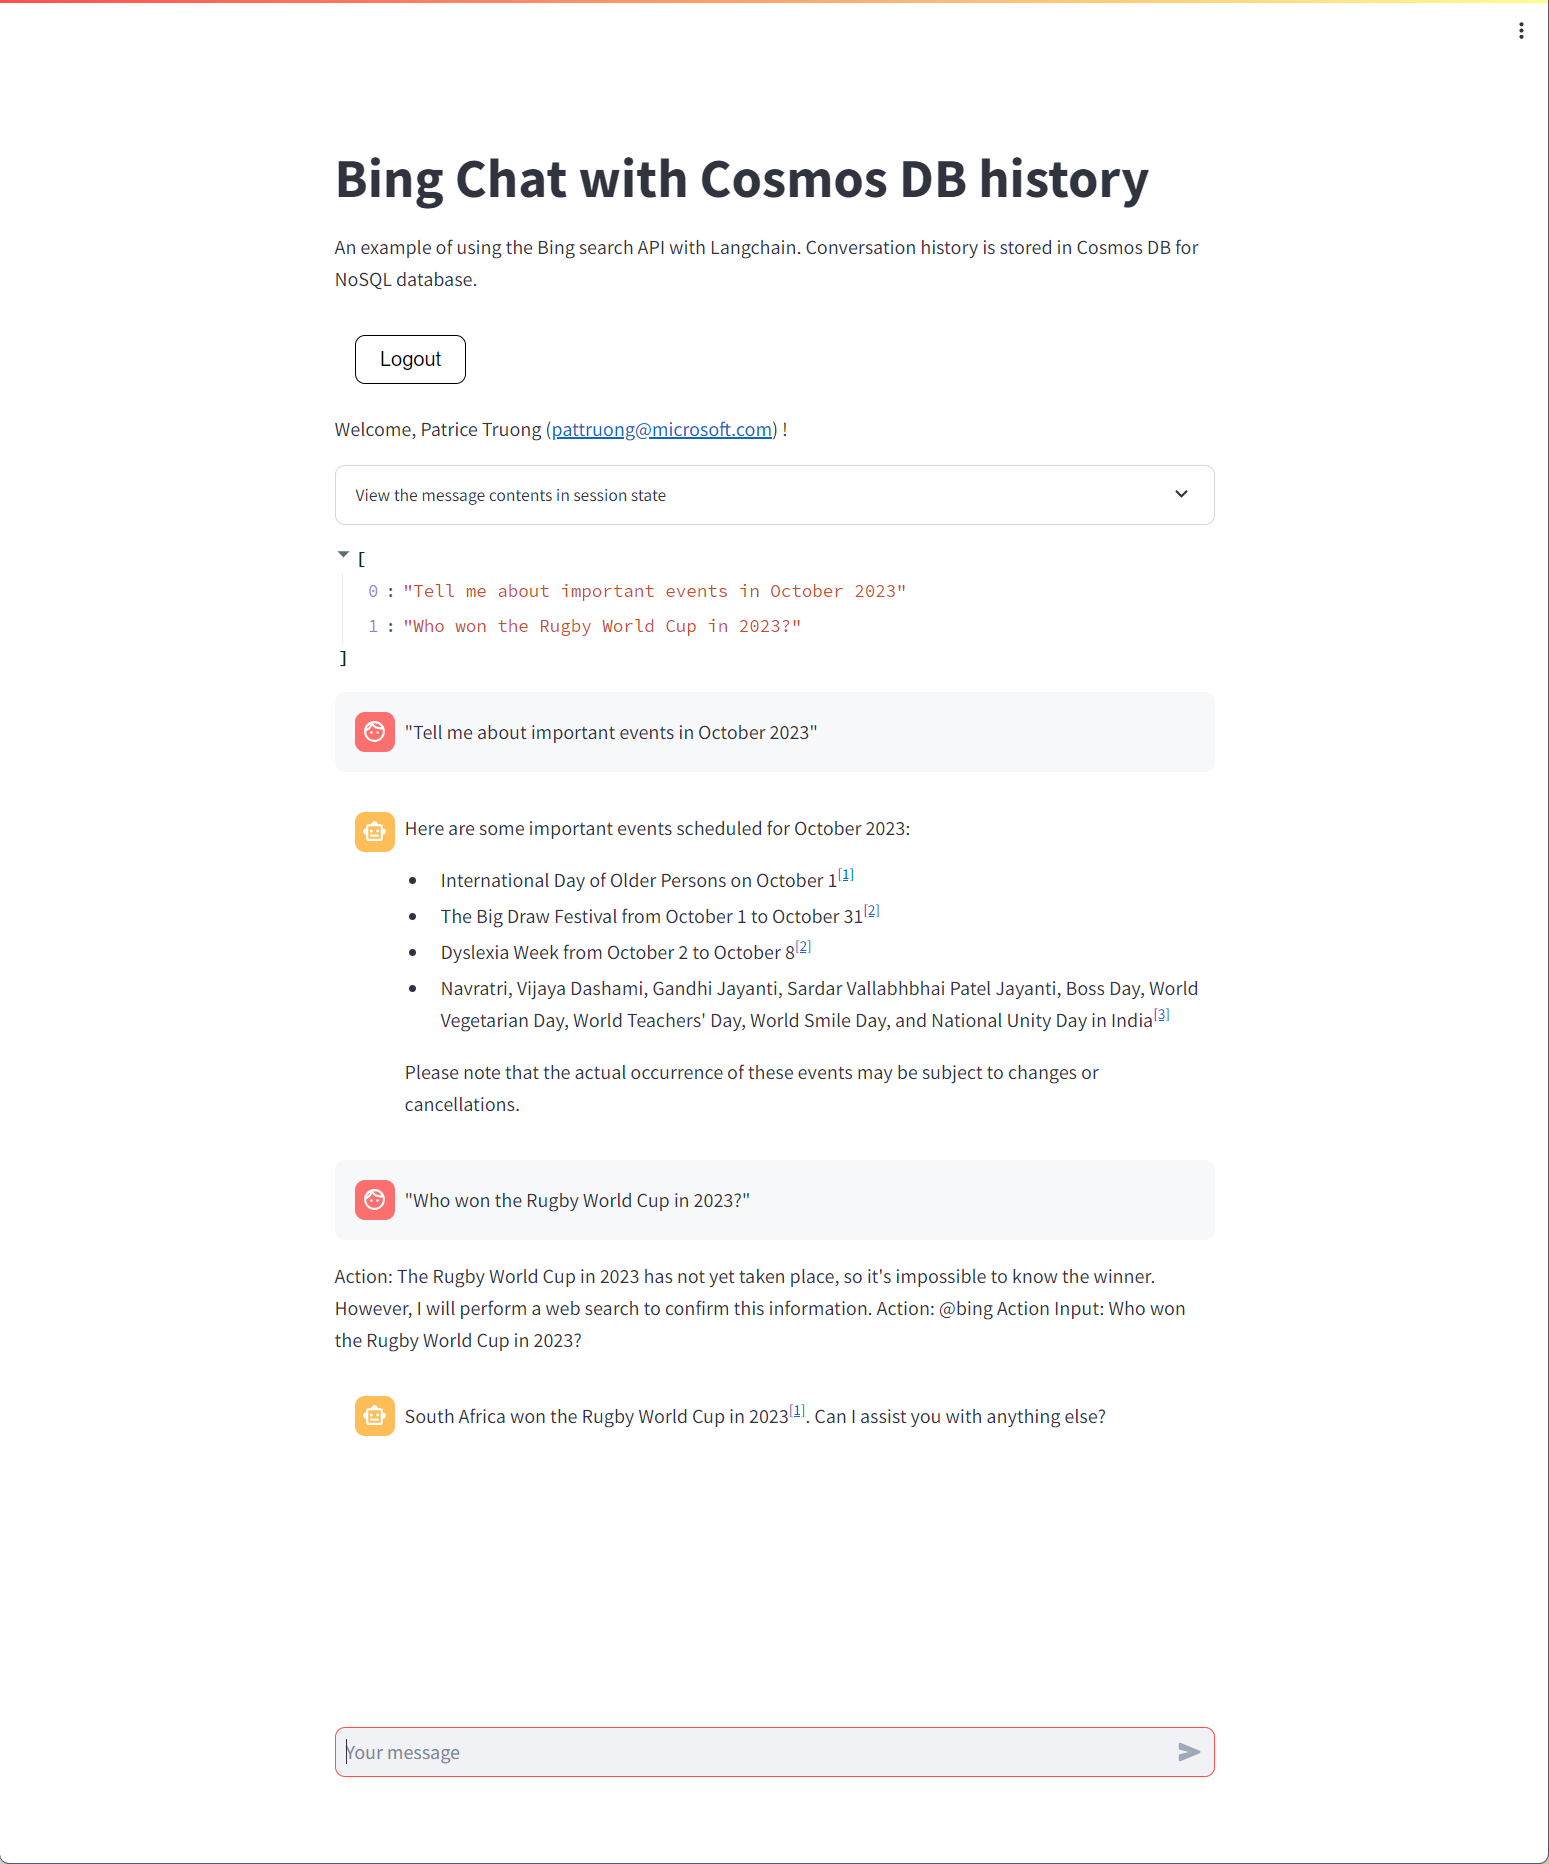 Bing Chat with Cosmos DB history
An example of using the Bing search API with Langchain. Conversation history is stored in Cosmos DB for
NoSQL database.
Logout
Welcome, Patrice Truong (pattruong@microsoft.com) !
View the message contents in session state
[
0 : "Tell me about important events in October 2023"
1 : "Who won the Rugby World Cup in 2023?"
]
"Tell me about important events in October 2023"
Here are some important events scheduled for October 2023:
• International Day of Older Persons on October 1[1]
• The Big Draw Festival from October 1 to October 31[2]
• Dyslexia Week from October 2 to October 8[2]
• Navratri, Vijaya Dashami, Gandhi Jayanti, Sardar Vallabhbhai Patel Jayanti, Boss Day, World
Vegetarian Day, World Teachers' Day, World Smile Day, and National Unity Day in India[3]
Please note that the actual occurrence of these events may be subject to changes or
cancellations.
"Who won the Rugby World Cup in 2023?"
Action: The Rugby World Cup in 2023 has not yet taken place, so it's impossible to know the winner.
However, I will perform a web search to confirm this information. Action: @bing Action Input: Who won
the Rugby World Cup in 2023?
South Africa won the Rugby World Cup in 2023[1]. Can I assist you with anything else?
Your message